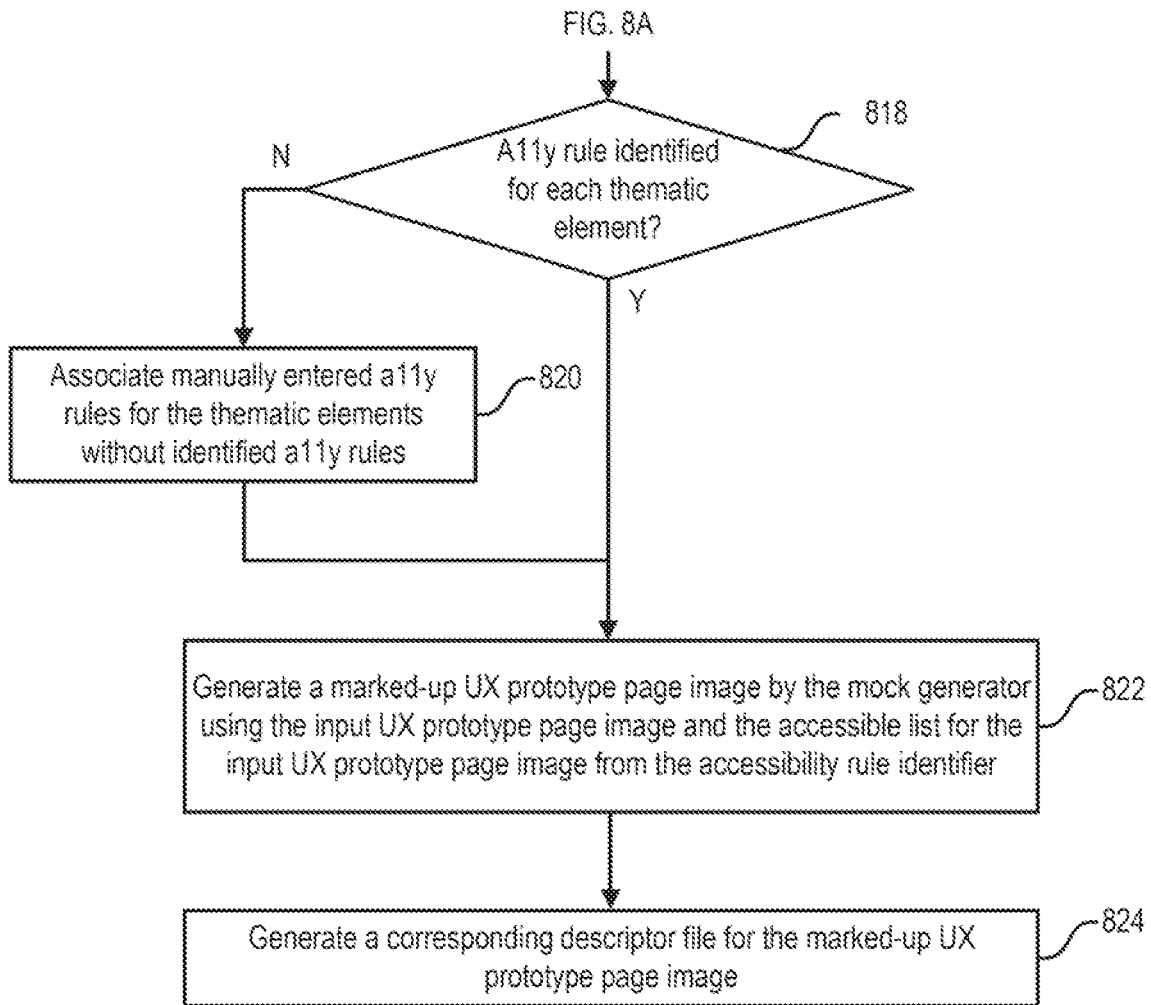 FIG. 8A
818
A11y rule identified
for each thematic
element?
N
Y
Associate manually entered a11y
rules for the thematic elements
without identified a11y rules
820
Generate a marked-up UX prototype page image by the mock generator
using the input UX prototype page image and the accessible list for the
input UX prototype page image from the accessibility rule identifier
822
Generate a corresponding descriptor file for the marked-up UX
prototype page image
824